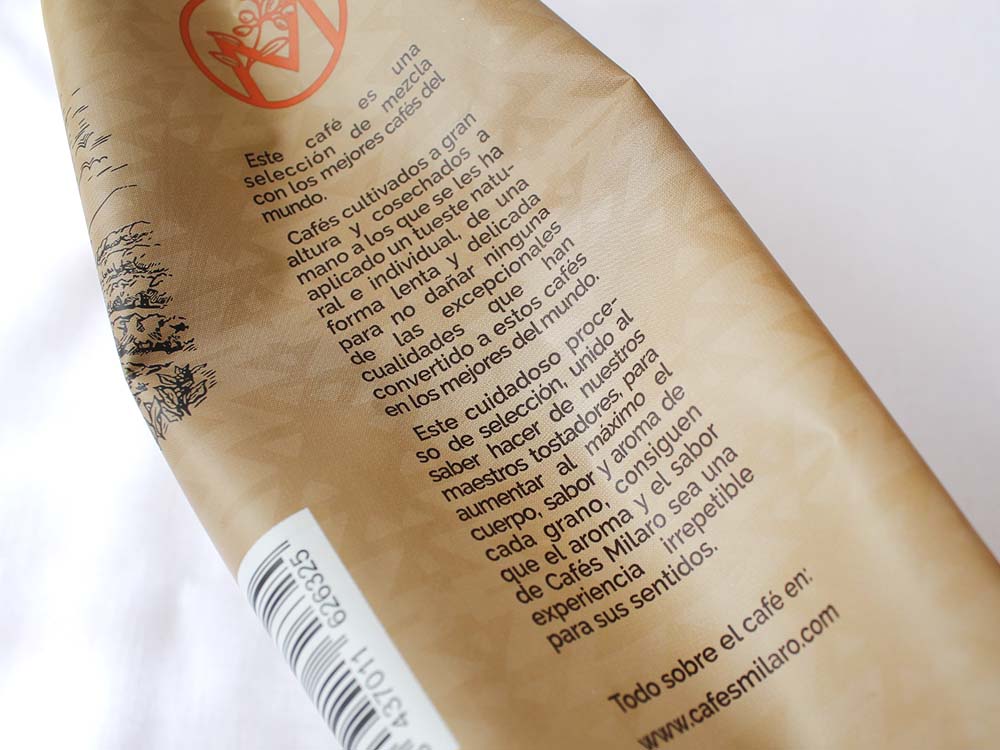 Este café es una
selección de mezcla
con los mejores cafés del
mundo.
Cafés cultivados a gran
altura y cosechados a
mano a los que se les ha
aplicado un tueste natu-
ral e individual, de una
forma lenta y delicada
para no dañar ninguna
de las excepcionales
cualidades que han
convertido a estos cafés
en los mejores del mundo.
Este cuidadoso proce-
so de selección, unido al
saber hacer de nuestros
maestros tostadores, para
aumentar al máximo el
cuerpo, sabor y aroma de
cada grano, consiguen
que el aroma y el sabor
de Cafés Milaro sea una
experiencia irrepetible
para sus sentidos.
Todo sobre el café en:
www.cafesmilaro.com
437011 626325